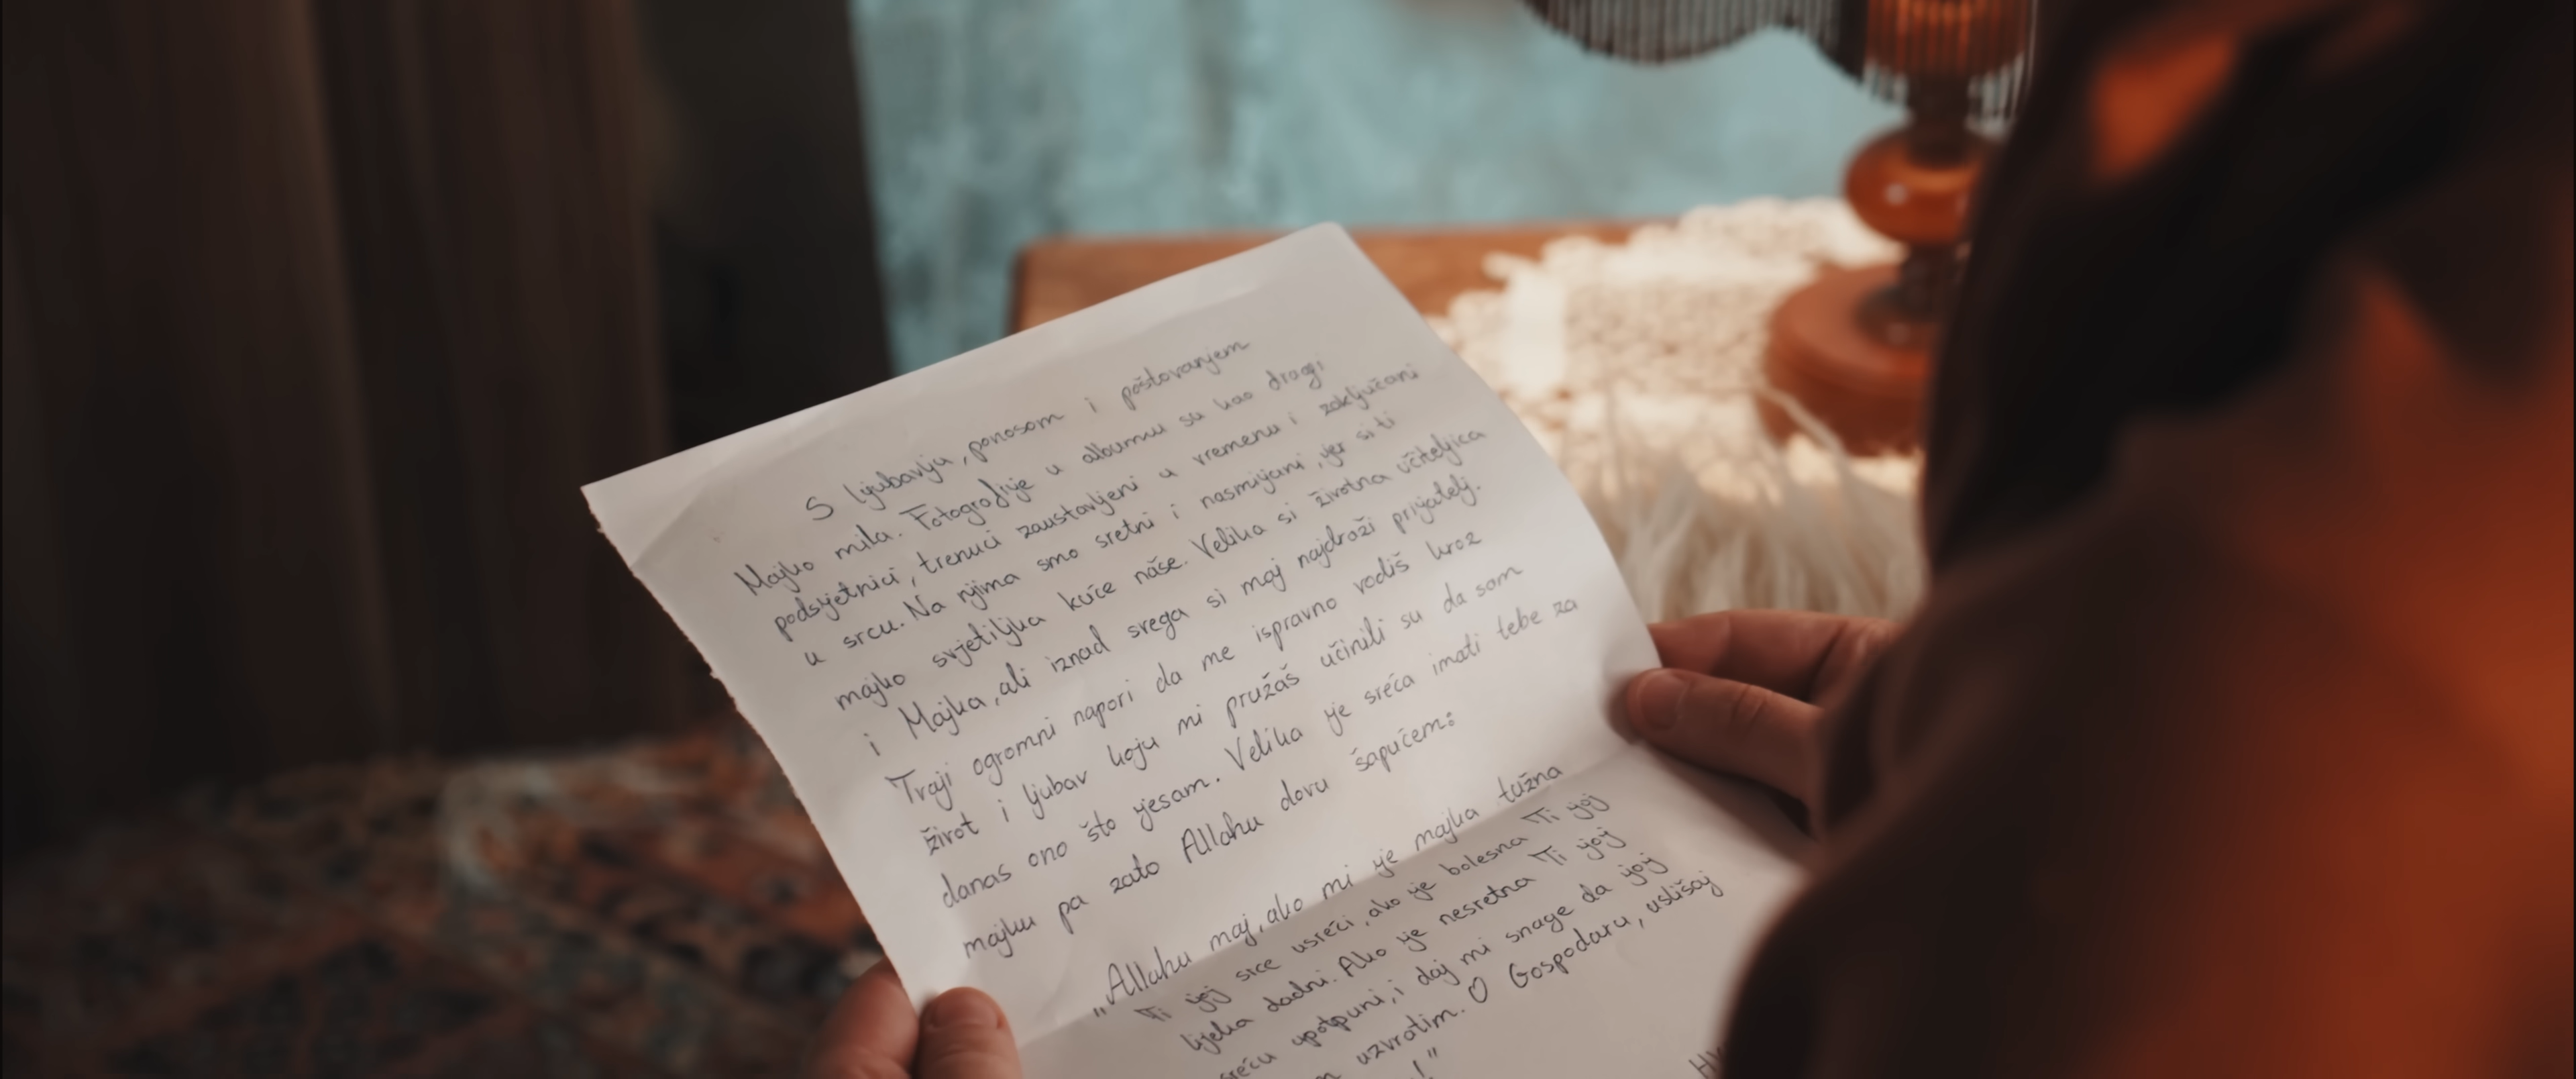 S ljubavlju, ponosom i poštovanjem
Majko mila. Fotografije u albumu su kao dragi
podsjetnici, trenuci zaustavljeni u vremenu i zaključani
u srcu. Na njima smo sretni i nasmijani, jer si ti
majko svjetiljka kuće naše. Velika si životna učiteljica
i Majka, ali iznad svega si moj najdraži prijatelj.
Tvoji ogromni napori da me ispravno vodiš kroz
život i ljubav koju mi pružaš učinili su da sam
danas ono što jesam. Velika je sreća imati tebe za
majku pa zato Allahu dovu šapućem:
„Allahu moj, ako mi je majka tužna
Ti joj srce usreći, ako je bolesna Ti joj
lijeka dadni. Ako je nesretna Ti joj
sreću upotpuni, i daj mi snage da joj
uzvratim. O Gospodaru, uslišaj
!"